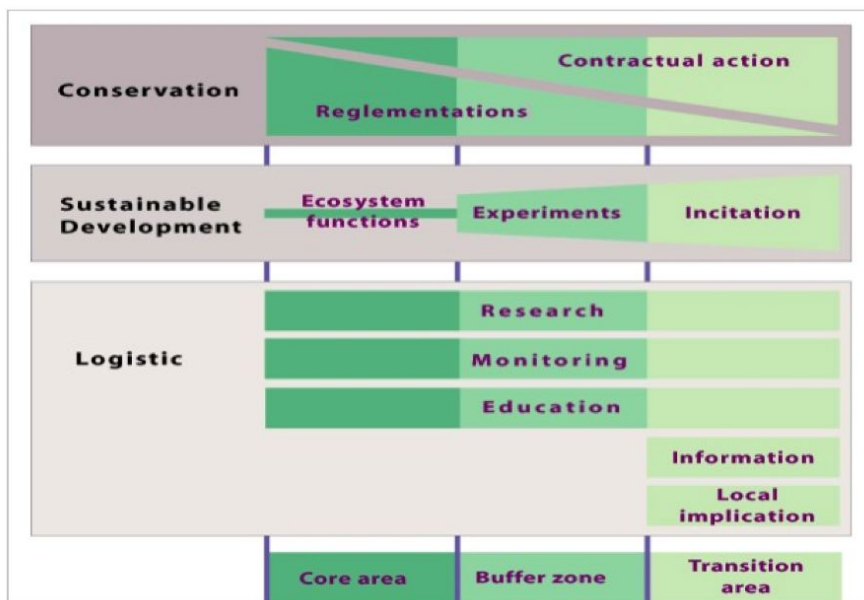 Conservation
Contractual action
Reglementations
Sustainable
Development
Ecosystem
functions
Experiments
Incitation
Logistic
Research
Monitoring
Education
Information
Local
implication
Core area
Buffer zone
Transition
area